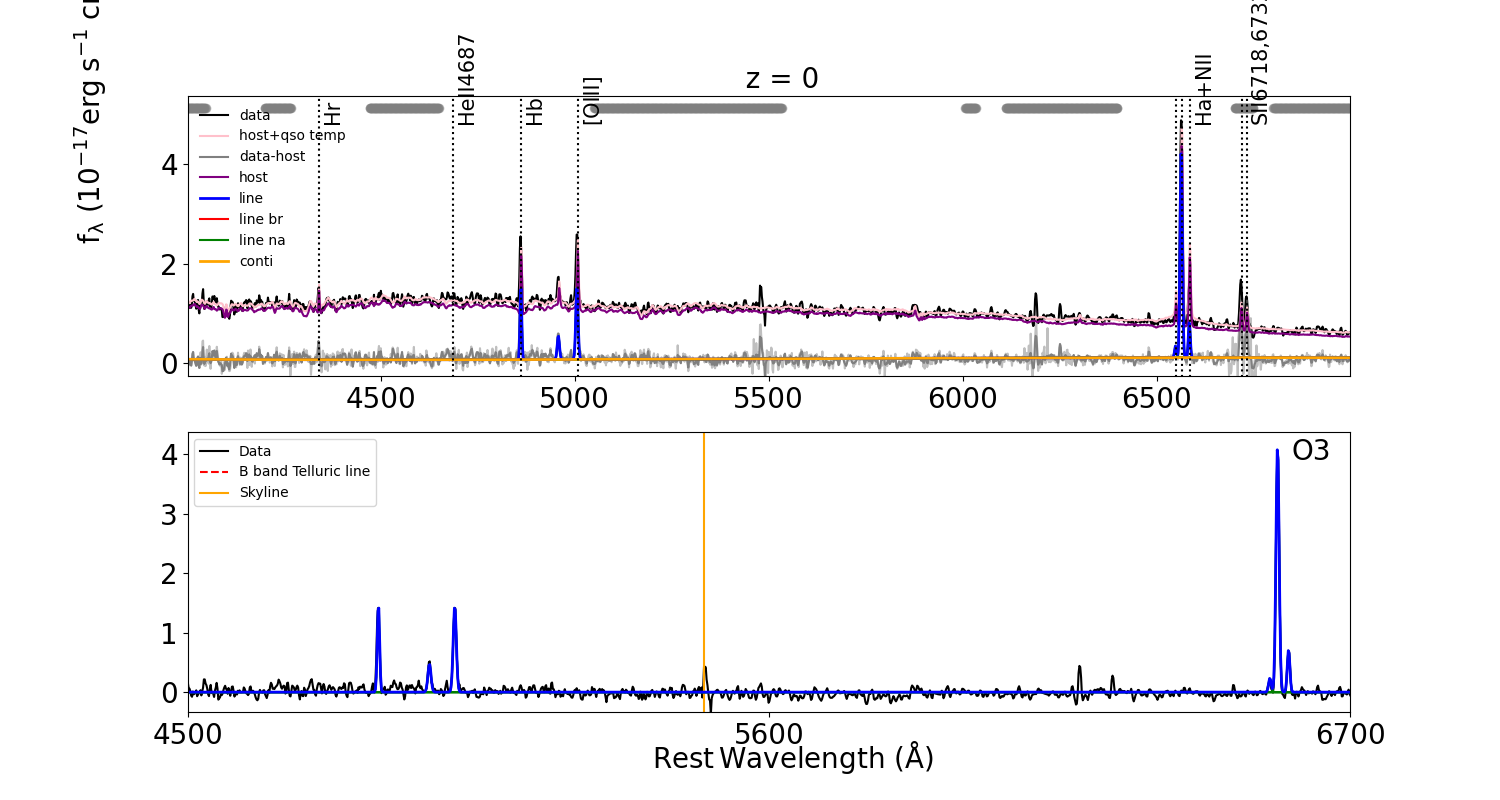 z = 0
f_λ (10^−17 erg s^−1
Hr
HeII4687
Hb
[OIII]
Ha+NII
SII6718,673
data
host+qso temp
data-host
host
line
line br
line na
conti
4
2
0
4500
5000
5500
6000
6500
Data
B band Telluric line
Skyline
O3
4
3
2
1
0
4500
5600
6700
Rest Wavelength (Å)